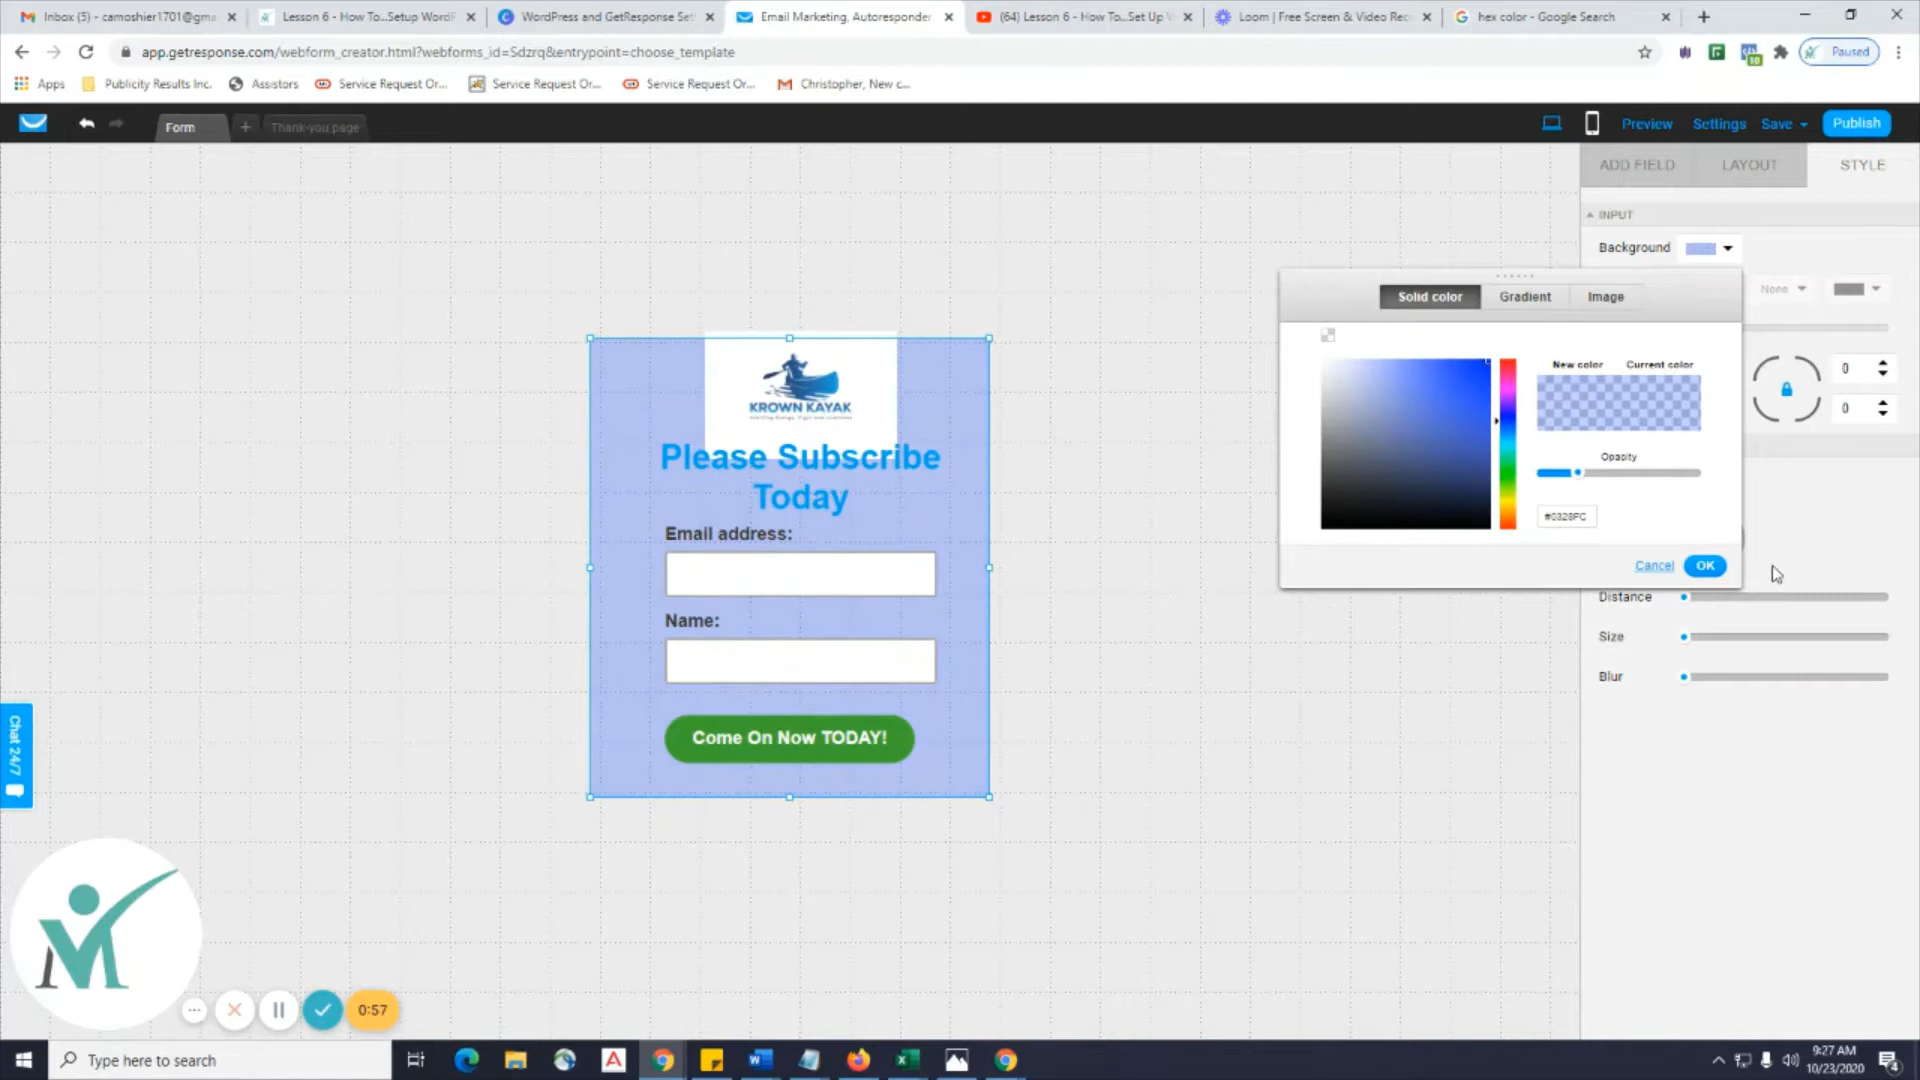 Inbox (5) - camoshier1701@gma
Lesson 6 - How To...Setup WordP
WordPress and GetResponse Set
Email Marketing, Autoresponder
(64) Lesson 6 - How To...Set Up W
Loom | Free Screen & Video Rec
hex color - Google Search
app.getresponse.com/webform_creator.html?webforms_id=Sdzrq&entrypoint=choose_template
Paused
Apps
Publicity Results Inc.
Assistors
Service Request Or...
Service Request Or...
Service Request Or...
Christopher, New c...
Form
Thank-you page
Preview
Settings
Save
Publish
ADD FIELD
LAYOUT
STYLE
INPUT
Background
Solid color
Gradient
Image
None
New color
Current color
0
0
Opacity
#0328FC
Cancel
OK
Distance
Size
Blur
KROWN KAYAK
Please Subscribe
Today
Email address:
Name:
Come On Now TODAY!
Chat 24/7
0:57
Type here to search
9:27 AM
10/23/2020
4